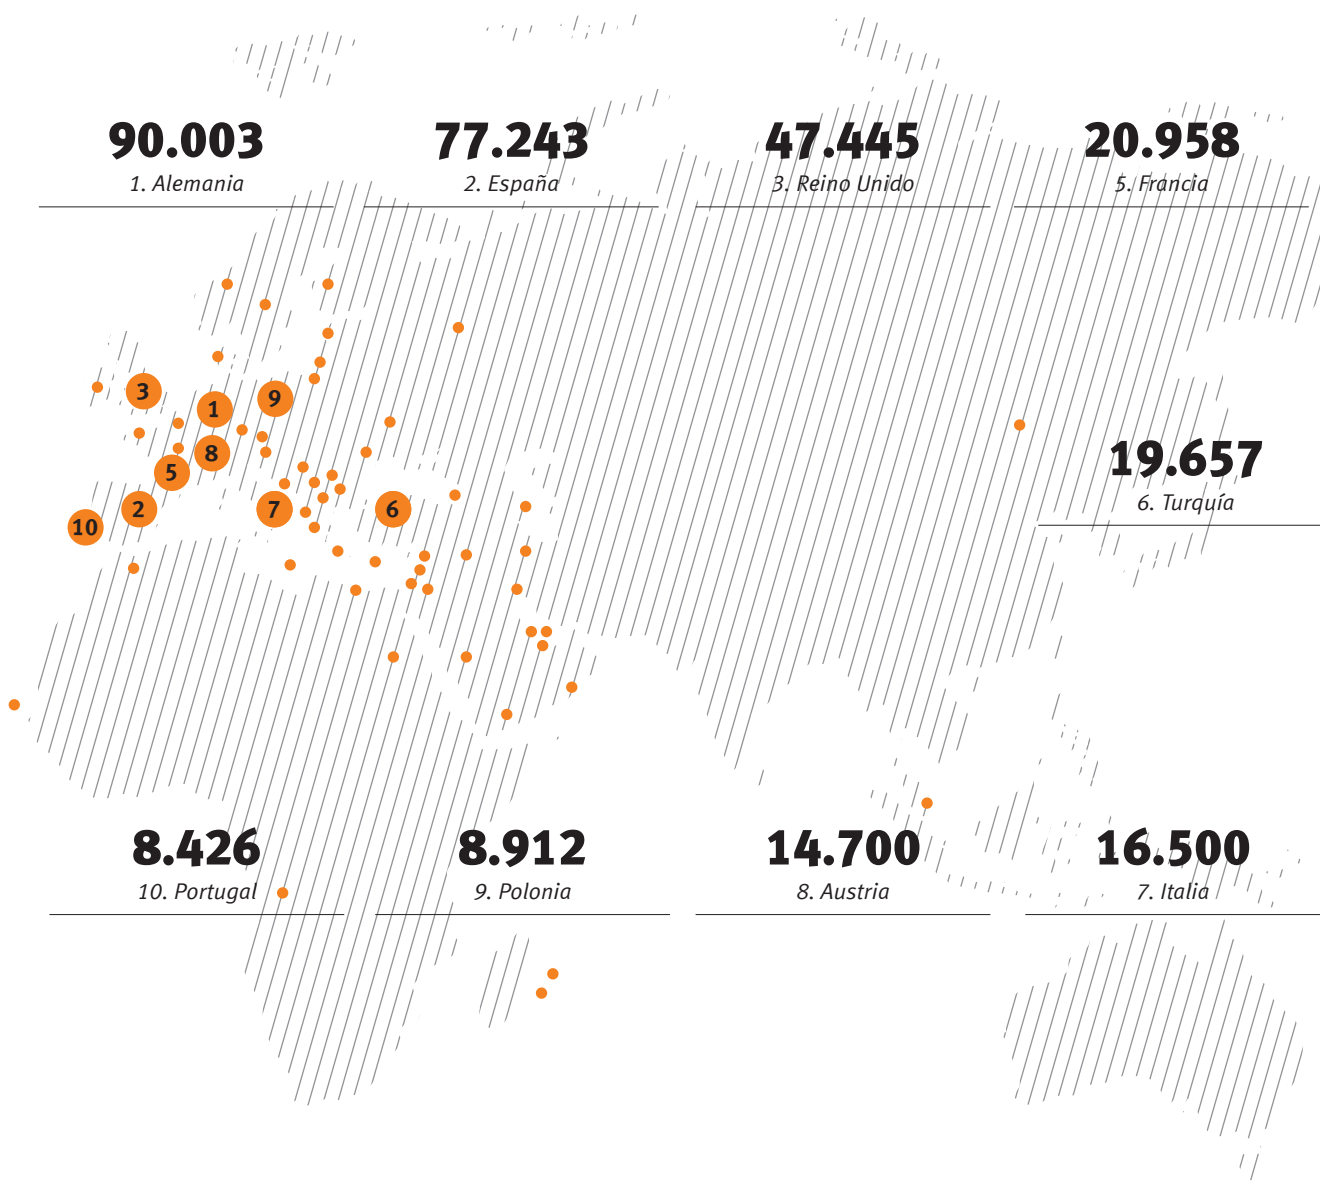 90.003
1. Alemania
77.243
2. España
47.445
3. Reino Unido
20.958
5. Francia
3
1
9
8
5
2
7
6
10
19.657
6. Turquía
8.426
10. Portugal
8.912
9. Polonia
14.700
8. Austria
16.500
7. Italia